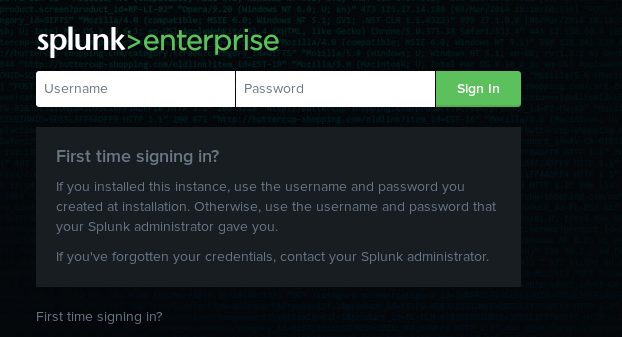 splunk>enterprise
Username Password Sign In
First time signing in?
If you installed this instance, use the username and password you
created at installation. Otherwise, use the username and password that
your Splunk administrator gave you.
If you've forgotten your credentials, contact your Splunk administrator.
First time signing in?